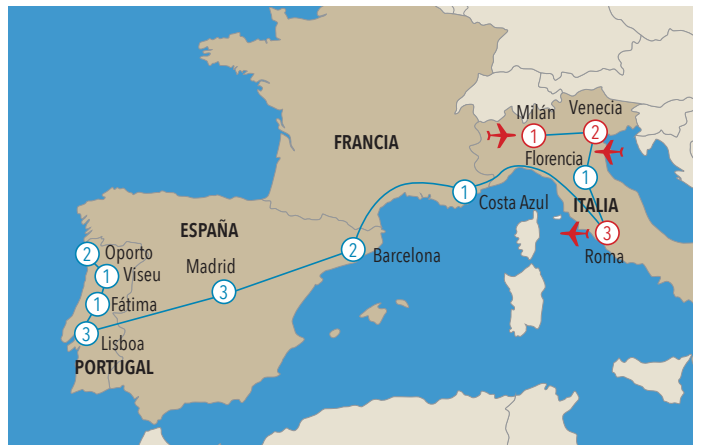 Milán
Venecia
1
2
FRANCIA
Florencia
1
1
Costa Azul
ITALIA
ESPAÑA
3
Roma
2
Oporto
2
Barcelona
Madrid
1
Viseu
3
1
Fátima
3
Lisboa
PORTUGAL